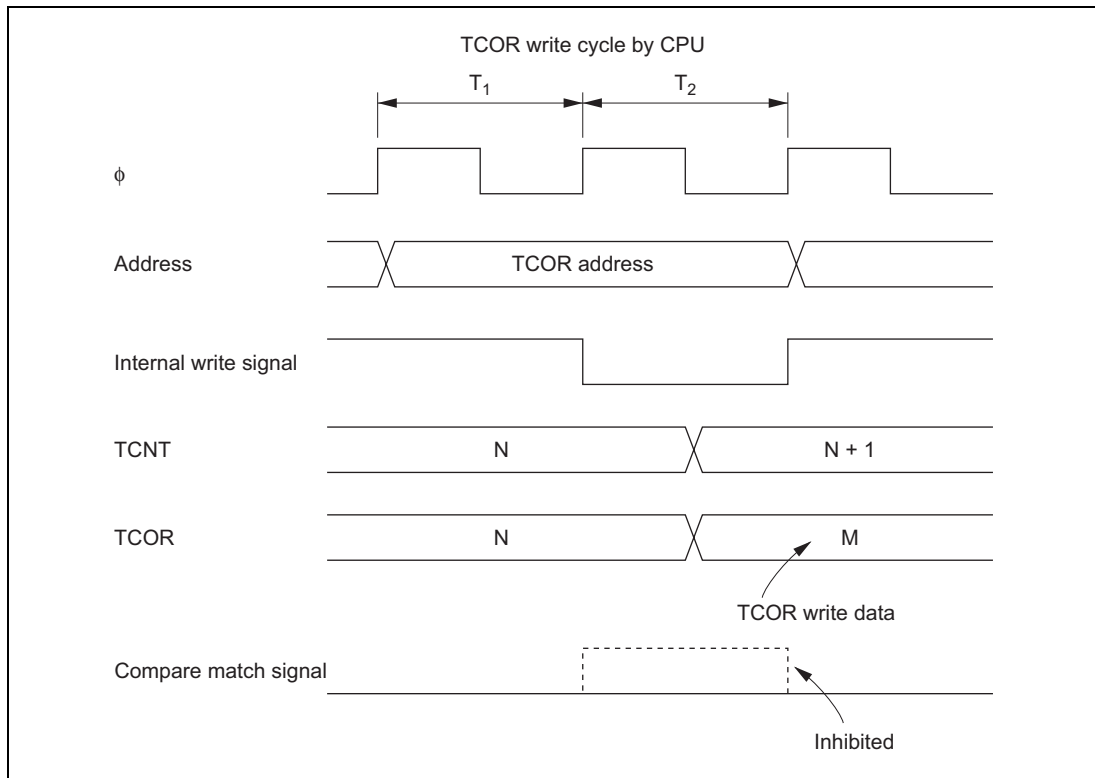 TCOR write cycle by CPU
T1 T2
ϕ
Address TCOR address
Internal write signal
TCNT N N + 1
TCOR N M
TCOR write data
Compare match signal
Inhibited